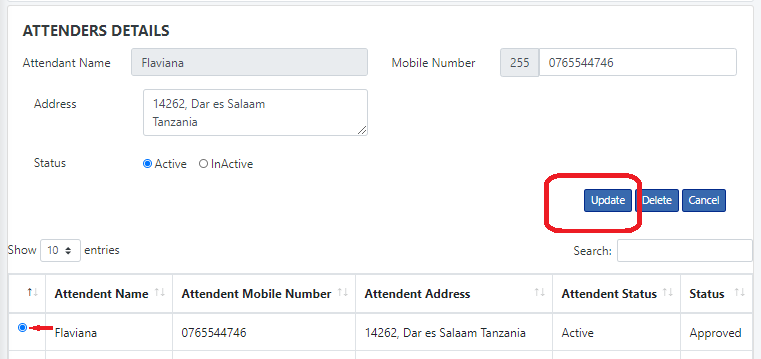 ATTENDERS DETAILS
Attendant Name Flaviana Mobile Number 255 0765544746
Address 14262, Dar es Salaam
Tanzania
Status Active InActive
Update Delete Cancel
Show 10 entries Search:
Attendent Name Attendent Mobile Number Attendent Address Attendent Status Status
Flaviana 0765544746 14262, Dar es Salaam Tanzania Active Approved